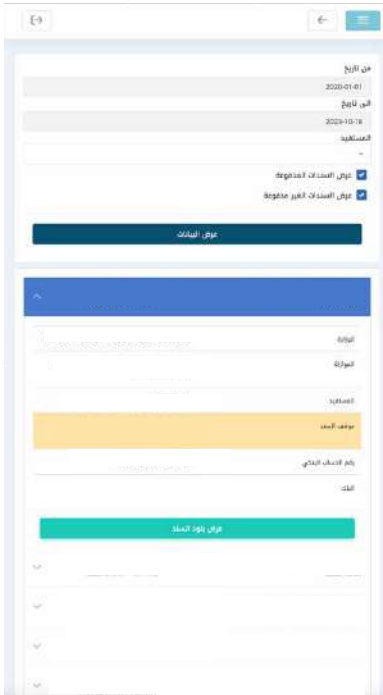 من تاريخ
2020-01-01
الى تاريخ
2023-10-18
المستفيد
عرض السندات المدفوعة
عرض السندات الغير مدفوعة
عرض البيانات
الوزارة
الموازنة
المستفيد
موقف السند
رقم الحساب البنكي
البنك
عرض بنود السند